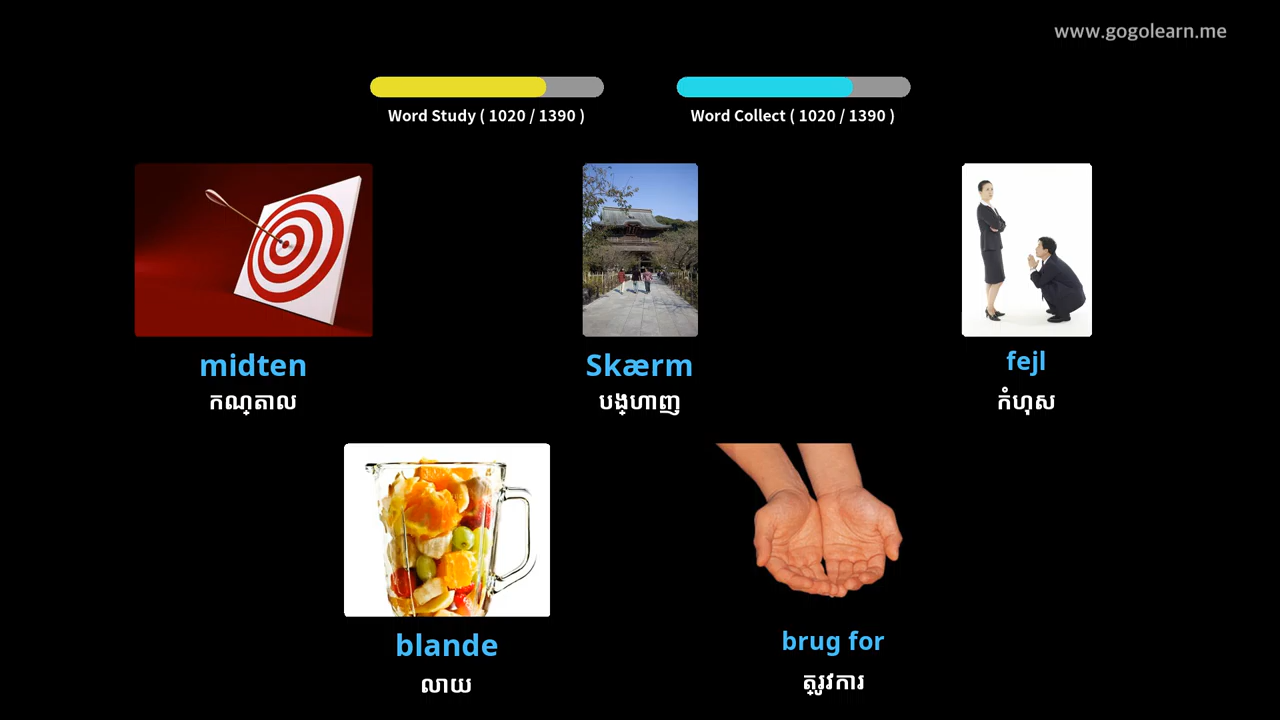 www.gogolearn.me
Word Study ( 1020 / 1390 )
Word Collect ( 1020 / 1390 )
midten
កណ្តាល
Skærm
បង្ហាញ
fejl
កំហុស
blande
លាយ
brug for
ត្រូវការ